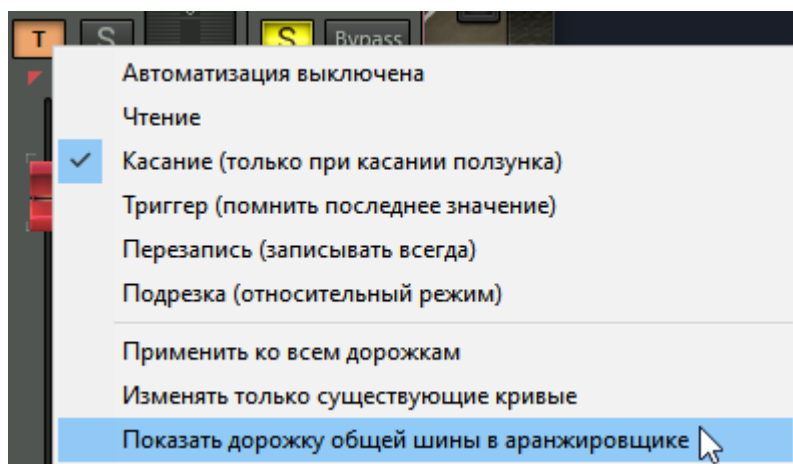 T S S Bypass
Автоматизация выключена
Чтение
Касание (только при касании ползунка)
Триггер (помнить последнее значение)
Перезапись (записывать всегда)
Подрезка (относительный режим)
Применить ко всем дорожкам
Изменять только существующие кривые
Показать дорожку общей шины в аранжировщике